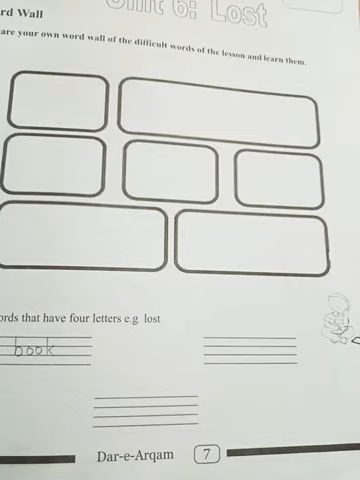 Unit 6: Lost
rd Wall
are your own word wall of the difficult words of the lesson and learn them.
ords that have four letters e.g. lost
book
Dar-e-Arqam 7